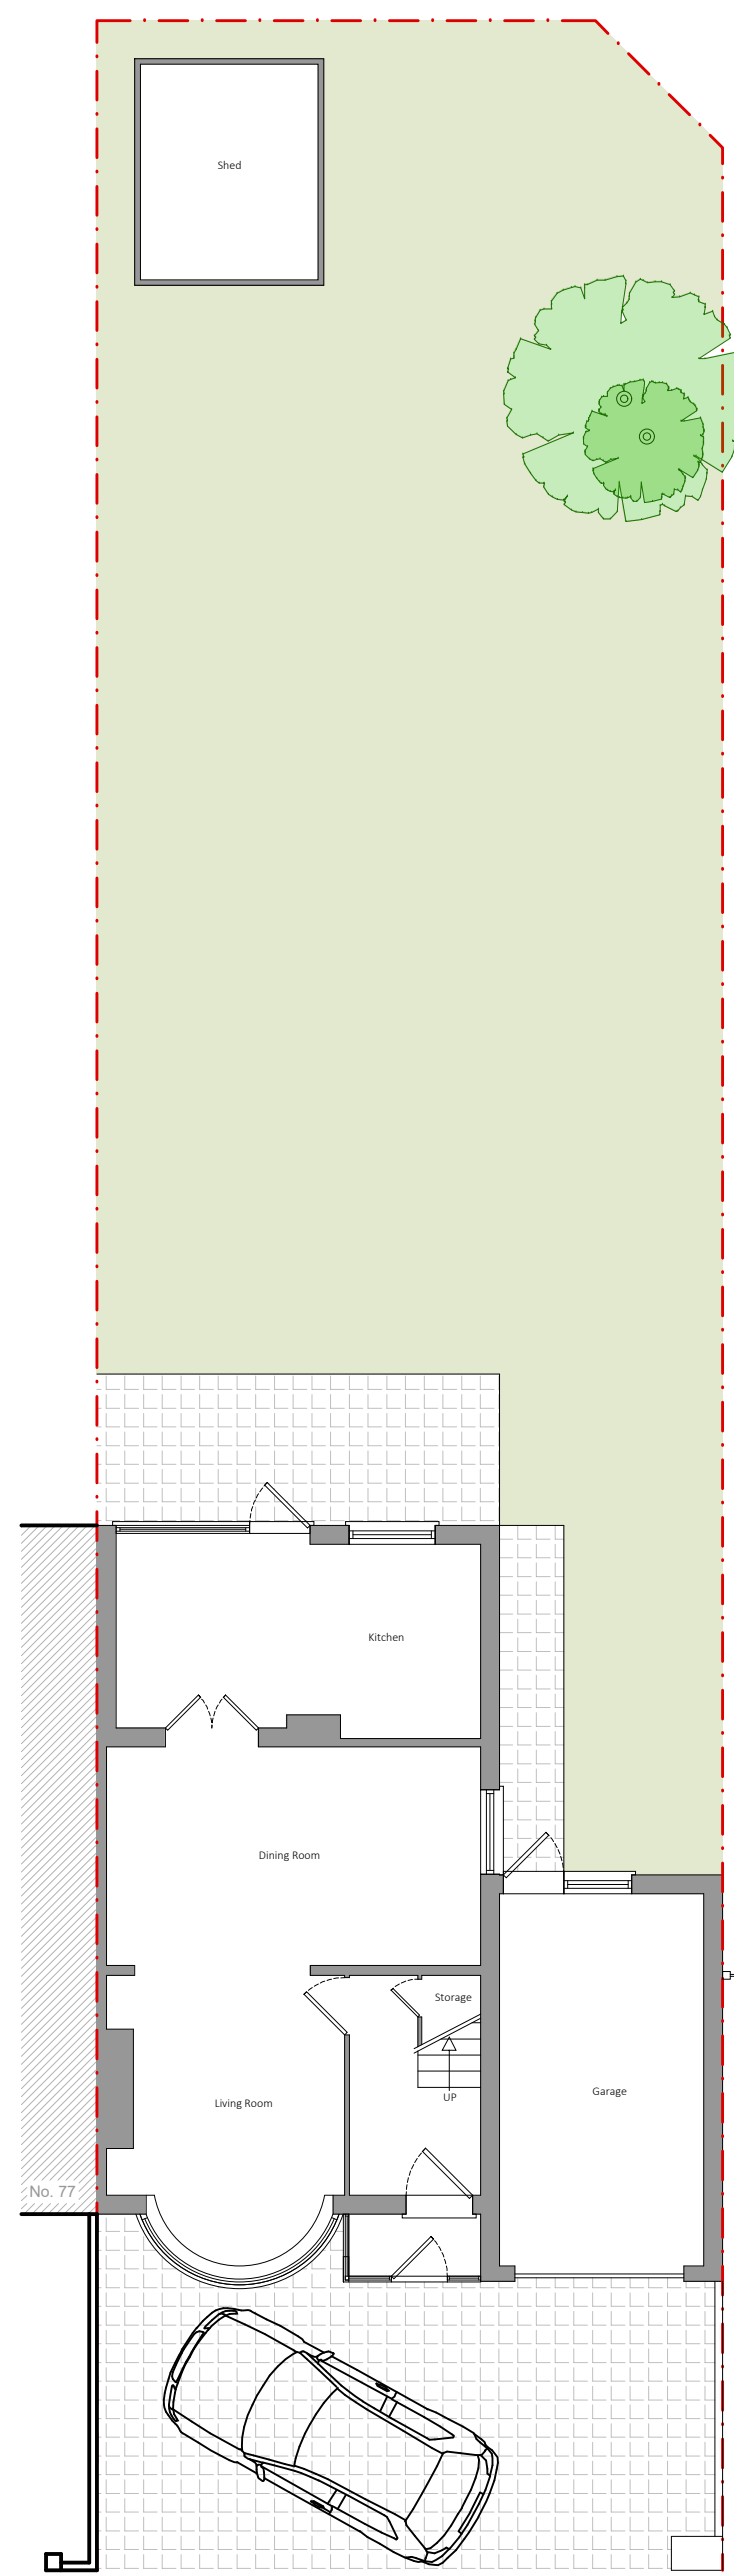 Shed
Kitchen
Dining Room
Storage
Garage
UP
Living Room
No. 77